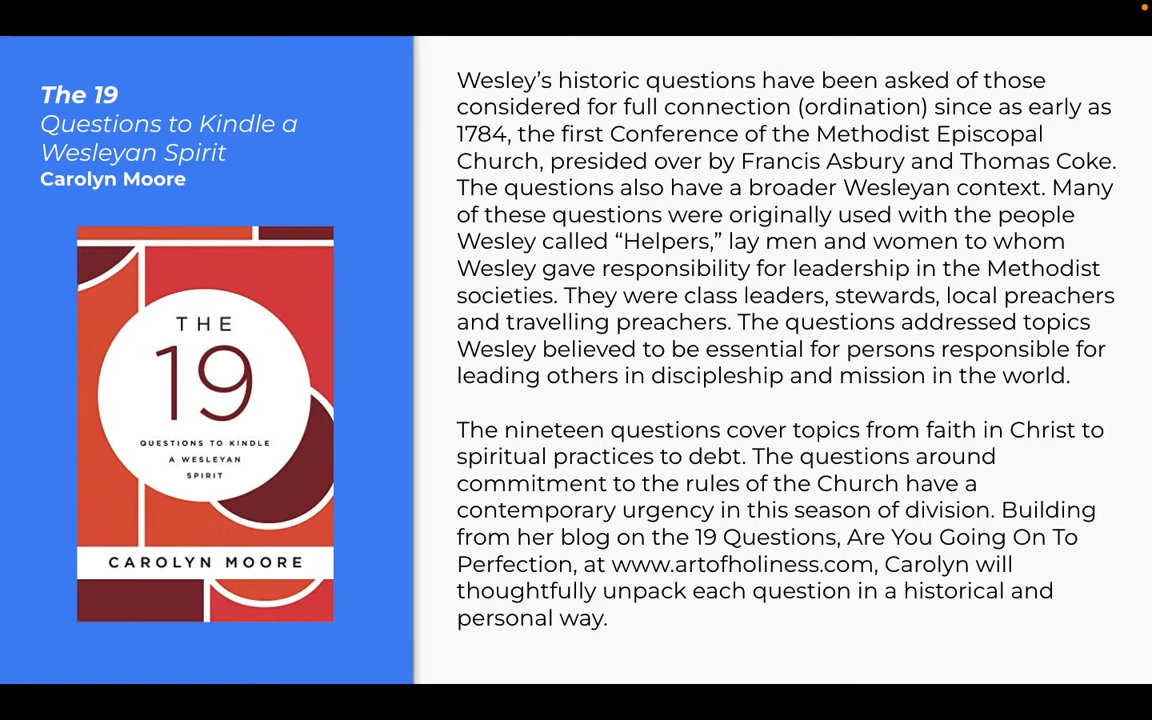 The 19
Questions to Kindle a
Wesleyan Spirit
Carolyn Moore
THE
19
QUESTIONS TO KINDLE
A WESLEYAN
SPIRIT
CAROLYN MOORE
Wesley’s historic questions have been asked of those
considered for full connection (ordination) since as early as
1784, the first Conference of the Methodist Episcopal
Church, presided over by Francis Asbury and Thomas Coke.
The questions also have a broader Wesleyan context. Many
of these questions were originally used with the people
Wesley called “Helpers,” lay men and women to whom
Wesley gave responsibility for leadership in the Methodist
societies. They were class leaders, stewards, local preachers
and travelling preachers. The questions addressed topics
Wesley believed to be essential for persons responsible for
leading others in discipleship and mission in the world.
The nineteen questions cover topics from faith in Christ to
spiritual practices to debt. The questions around
commitment to the rules of the Church have a
contemporary urgency in this season of division. Building
from her blog on the 19 Questions, Are You Going On To
Perfection, at www.artofholiness.com, Carolyn will
thoughtfully unpack each question in a historical and
personal way.